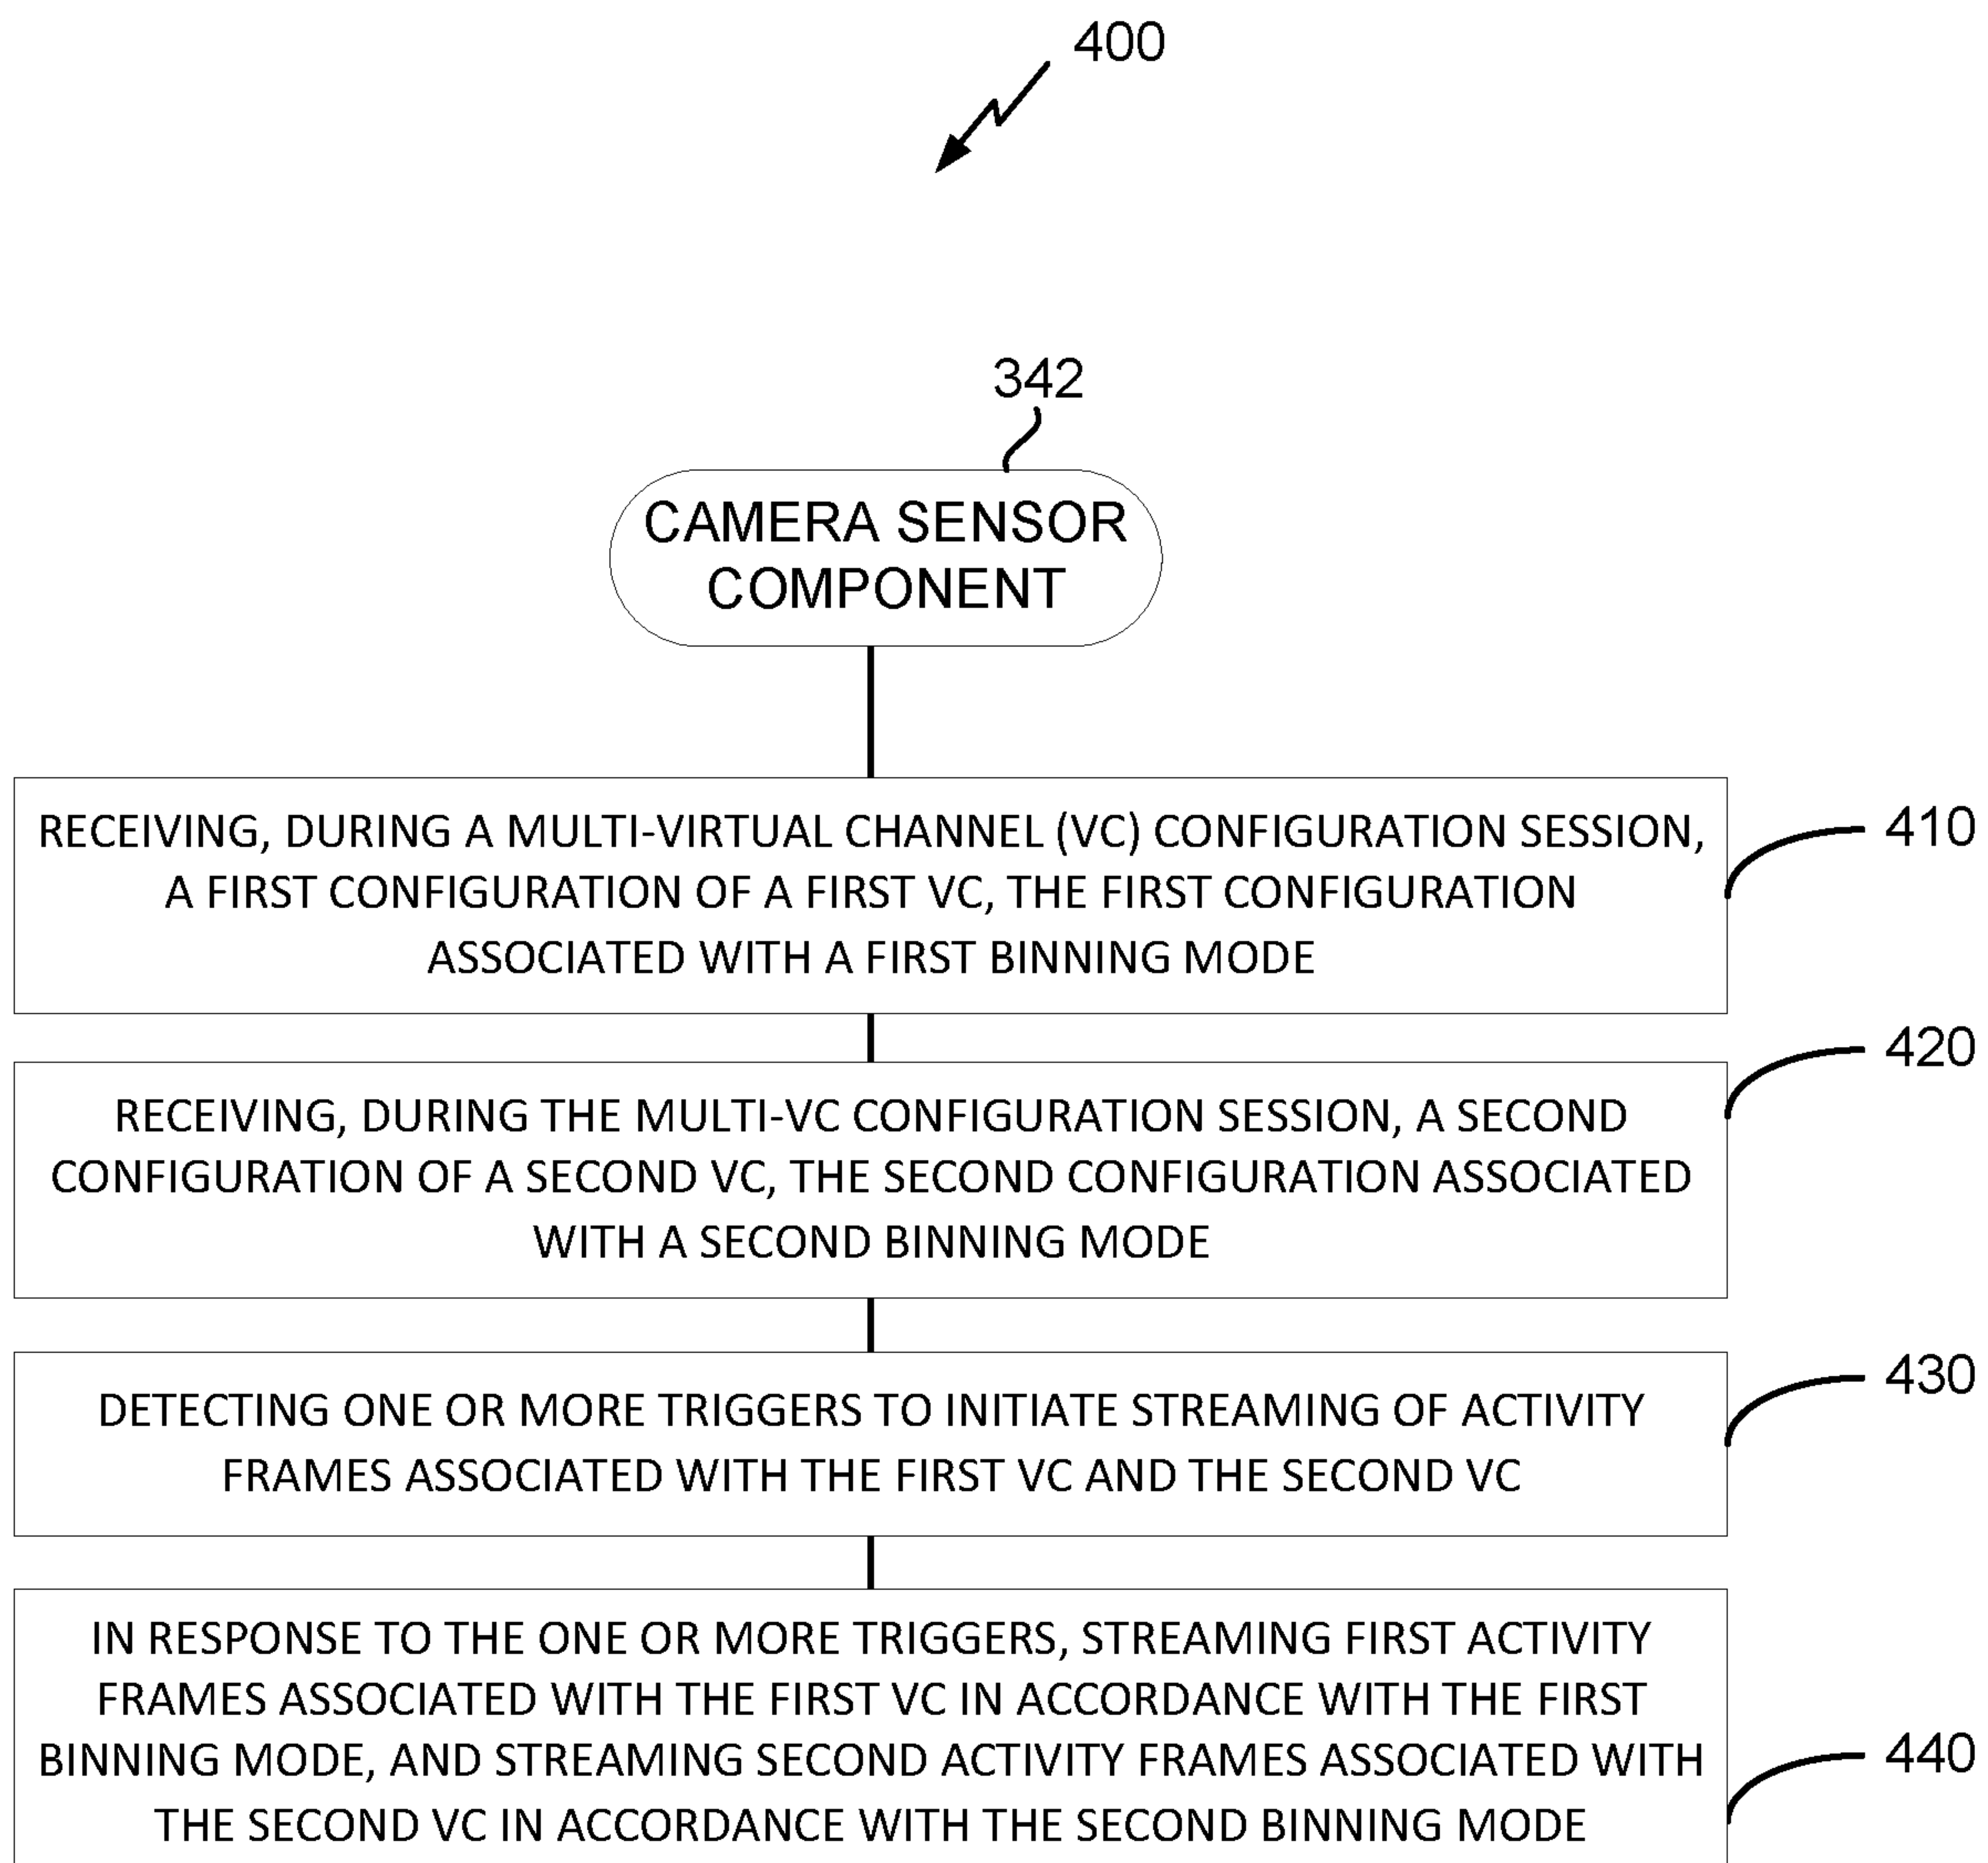 400
342
CAMERA SENSOR
COMPONENT
RECEIVING, DURING A MULTI-VIRTUAL CHANNEL (VC) CONFIGURATION SESSION,
A FIRST CONFIGURATION OF A FIRST VC, THE FIRST CONFIGURATION
ASSOCIATED WITH A FIRST BINNING MODE
410
RECEIVING, DURING THE MULTI-VC CONFIGURATION SESSION, A SECOND
CONFIGURATION OF A SECOND VC, THE SECOND CONFIGURATION ASSOCIATED
WITH A SECOND BINNING MODE
420
DETECTING ONE OR MORE TRIGGERS TO INITIATE STREAMING OF ACTIVITY
FRAMES ASSOCIATED WITH THE FIRST VC AND THE SECOND VC
430
IN RESPONSE TO THE ONE OR MORE TRIGGERS, STREAMING FIRST ACTIVITY
FRAMES ASSOCIATED WITH THE FIRST VC IN ACCORDANCE WITH THE FIRST
BINNING MODE, AND STREAMING SECOND ACTIVITY FRAMES ASSOCIATED WITH
THE SECOND VC IN ACCORDANCE WITH THE SECOND BINNING MODE
440